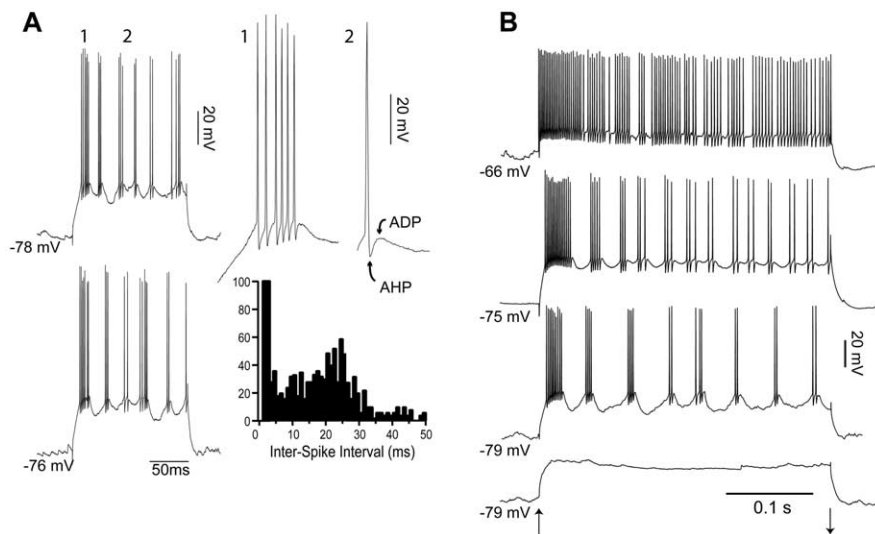 A
1
2
20 mV
-78 mV
1
2
20 mV
ADP
AHP
-76 mV
50ms
100
80
60
40
20
0
0
10
20
30
40
50
Inter-Spike Interval (ms)
B
-66 mV
-75 mV
20 mV
-79 mV
-79 mV
0.1 s